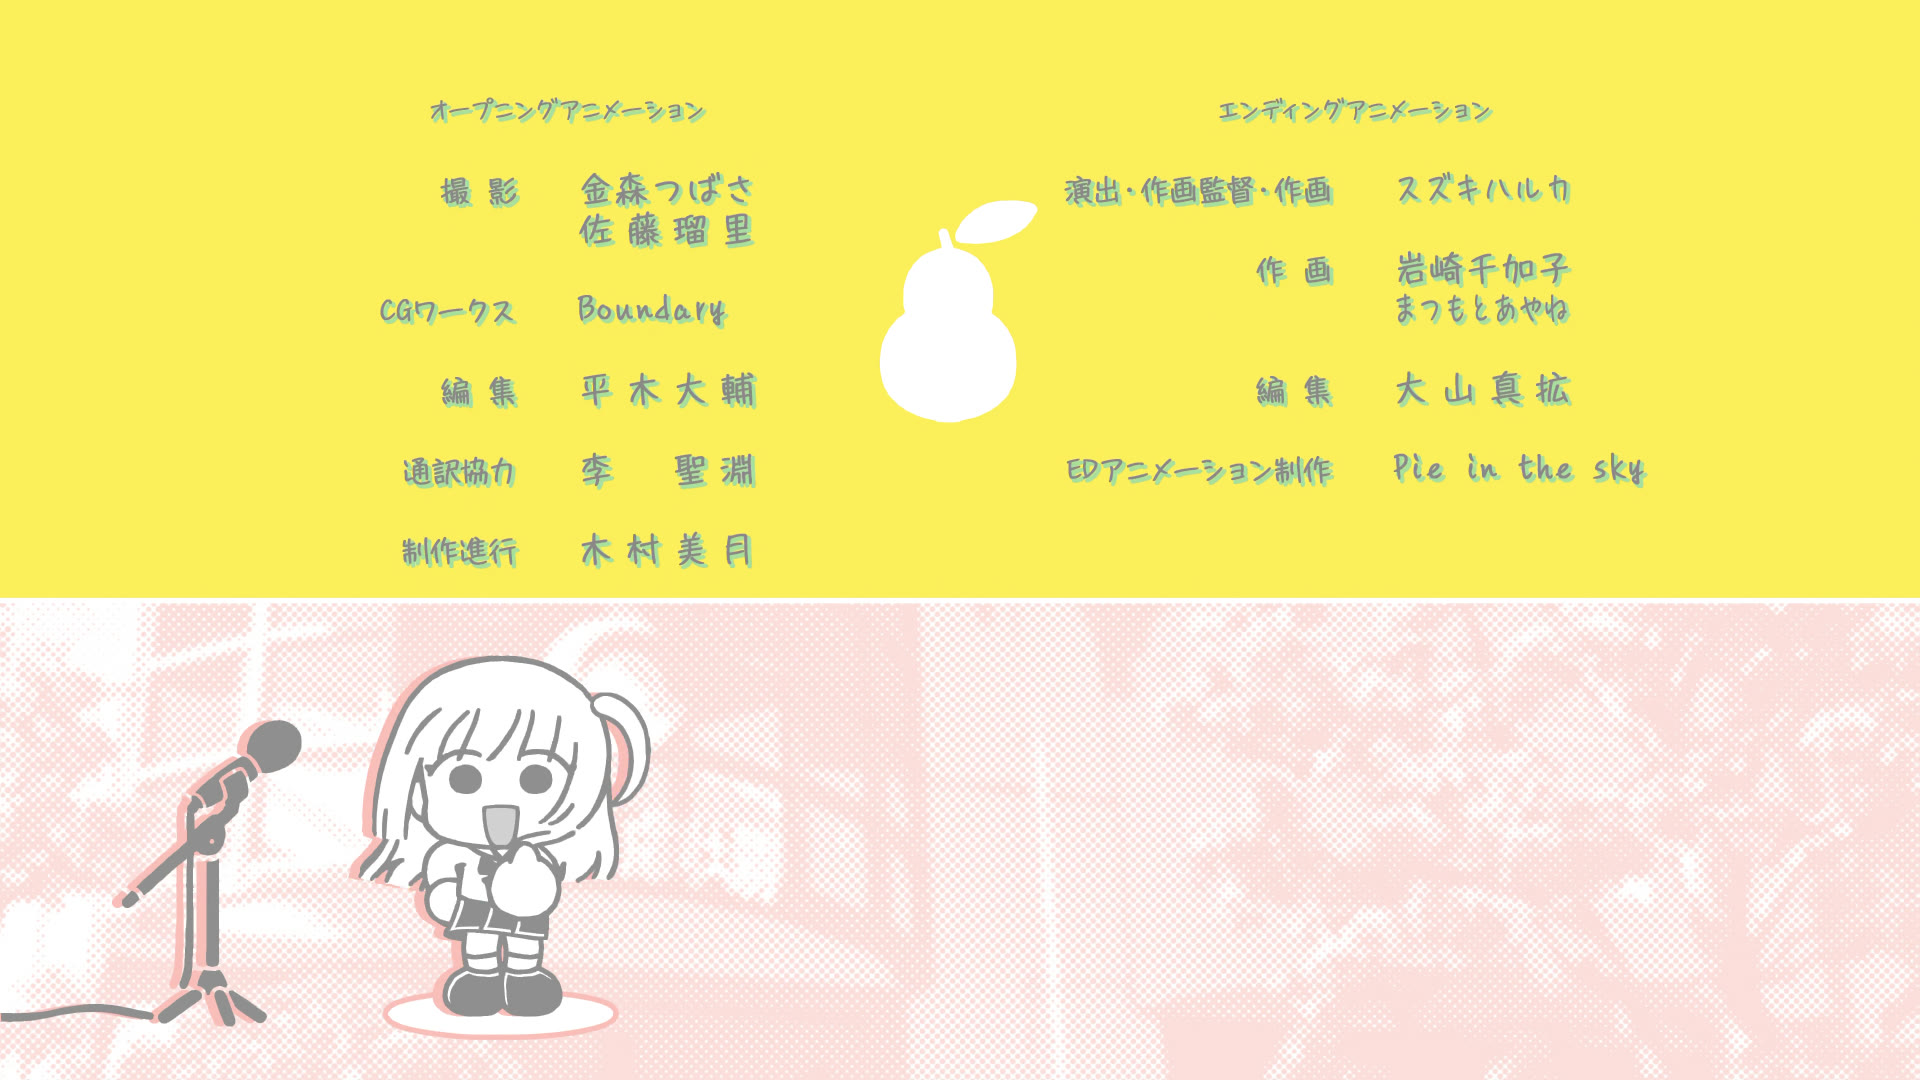 オープニングアニメーション
撮影 金森つばさ
佐藤瑠里
CGワークス Boundary
編集 平木大輔
通訳協力 李 聖淵
制作進行 木村美月
エンディングアニメーション
演出・作画監督・作画 スズキハルカ
作画 岩崎千加子
まつもとあやね
編集 大山真拡
EDアニメーション制作 Pie in the sky